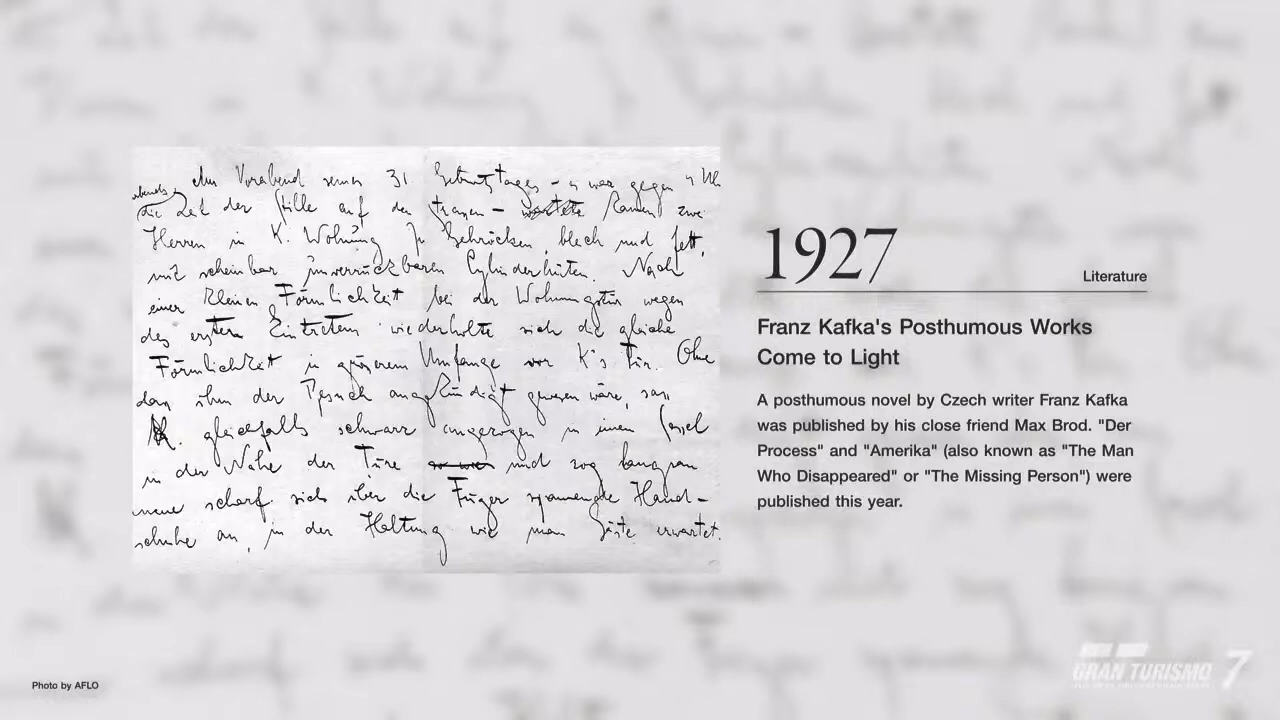 Am Vorabend seines 31. Geburtstages – es war gegen 9 Uhr
abends, die Zeit der Stille auf den Strassen – wartete kamen zwei
Herren in K. Wohnung In Gehröcken, bleich und fett,
mit scheinbar unverrückbaren Cylinderhüten. Nach
einer kleinen Förmlichkeit bei der Wohnungstür wegen
des ersten Eintretens wiederholte sich die gleiche
Förmlichkeit in grösserem Umfange vor K's Tür. Ohne
dass ihm der Besuch angekündigt gewesen wäre, sass
K. gleichfalls schwarz angezogen in einem Sessel
in der Nähe der Türe und zog langsam
neue scharf sich über die Finger spannende Hand-
schuhe an, in der Haltung wie man Gäste erwartet.
1927
Literature
Franz Kafka's Posthumous Works
Come to Light
A posthumous novel by Czech writer Franz Kafka
was published by his close friend Max Brod. "Der
Process" and "Amerika" (also known as "The Man
Who Disappeared" or "The Missing Person") were
published this year.
Photo by AFLO
GRAN TURISMO 7